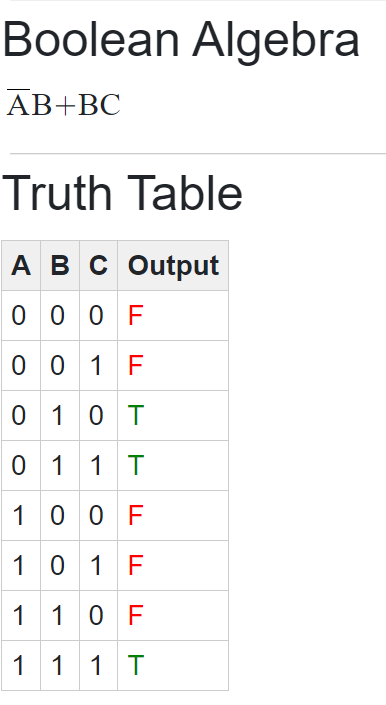 Boolean Algebra
A̅B+BC
Truth Table
A B C Output
0 0 0 F
0 0 1 F
0 1 0 T
0 1 1 T
1 0 0 F
1 0 1 F
1 1 0 F
1 1 1 T